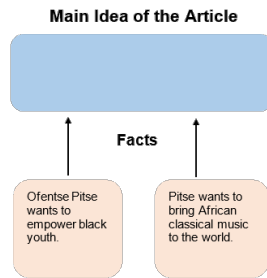 Main Idea of the Article
Facts
Ofentse Pitse
wants to
empower black
youth.
Pitse wants to
bring African
classical music
to the world.